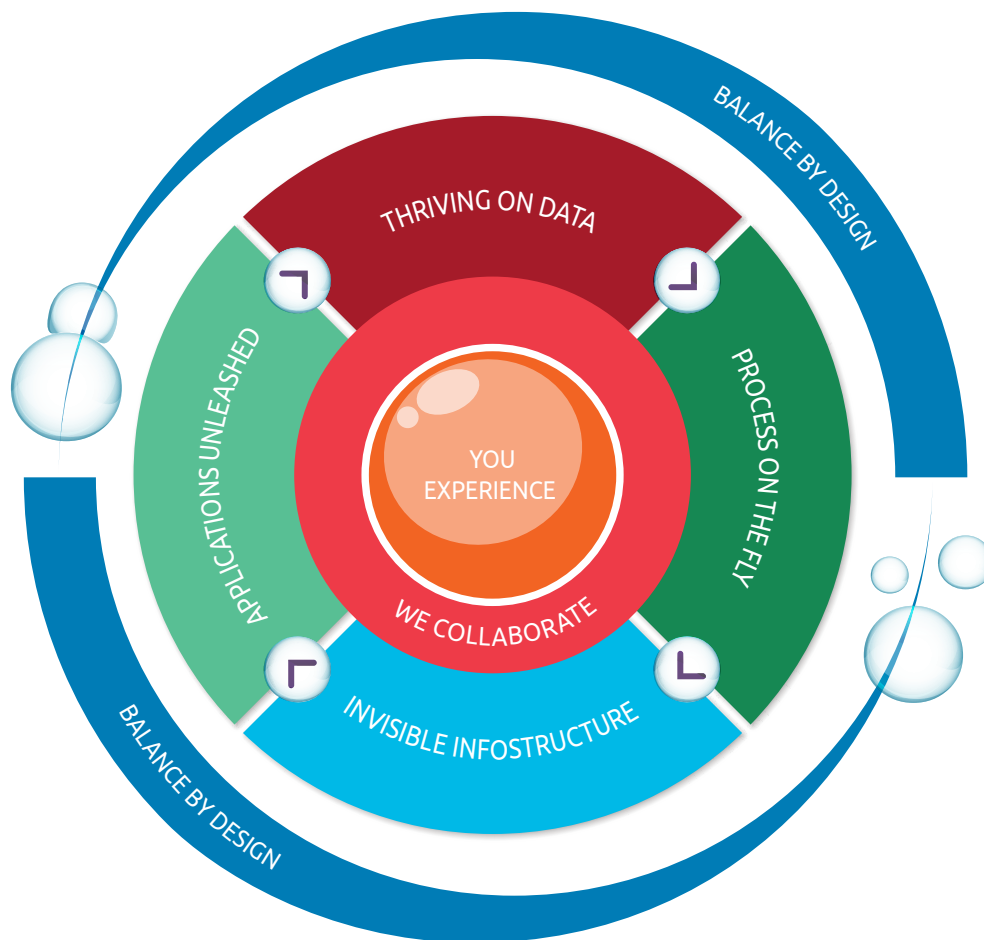 BALANCE BY DESIGN
THRIVING ON DATA
APPLICATIONS UNLEASHED
PROCESS ON THE FLY
YOU
EXPERIENCE
WE COLLABORATE
INVISIBLE INFOSTRUCTURE
BALANCE BY DESIGN